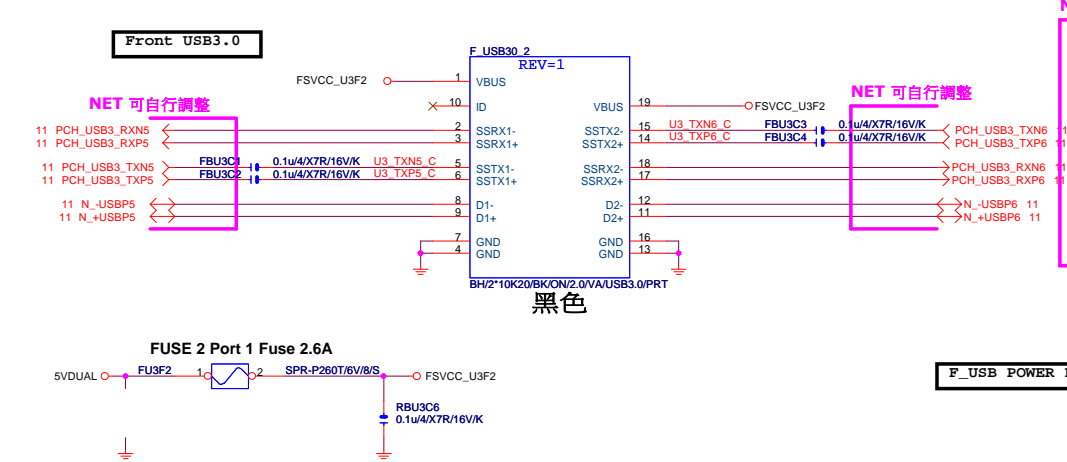 N
Front USB3.0
F_USB30_2
REV=1
FSVCC_U3F2
1
VBUS
NET 可自行調整
10
ID
VBUS
19
FSVCC_U3F2
NET 可自行調整
11 PCH_USB3_RXN5
2
SSRX1-
SSTX2-
15
U3_TXN6_C
FBU3C3
0.1u/4/X7R/16V/K
PCH_USB3_TXN6
11 PCH_USB3_RXP5
3
SSRX1+
SSTX2+
14
U3_TXP6_C
FBU3C4
0.1u/4/X7R/16V/K
PCH_USB3_TXP6
11
11 PCH_USB3_TXN5
FBU3C1
0.1u/4/X7R/16V/K
U3_TXN5_C
5
SSTX1-
SSRX2-
18
PCH_USB3_RXN6
11 PCH_USB3_TXP5
FBU3C2
0.1u/4/X7R/16V/K
U3_TXP5_C
6
SSTX1+
SSRX2+
17
PCH_USB3_RXP6
11 N_-USBP5
8
D1-
D2-
12
N_-USBP6 11
11 N_+USBP5
9
D1+
D2+
11
N_+USBP6 11
7
GND
GND
16
4
GND
GND
13
BH/2*10K20/BK/ON/2.0/VA/USB3.0/PRT
黑色
FUSE 2 Port 1 Fuse 2.6A
5VDUAL
FU3F2
1
2
SPR-P260T/6V/8/S
FSVCC_U3F2
F_USB POWER
RBU3C6
0.1u/4/X7R/16V/K